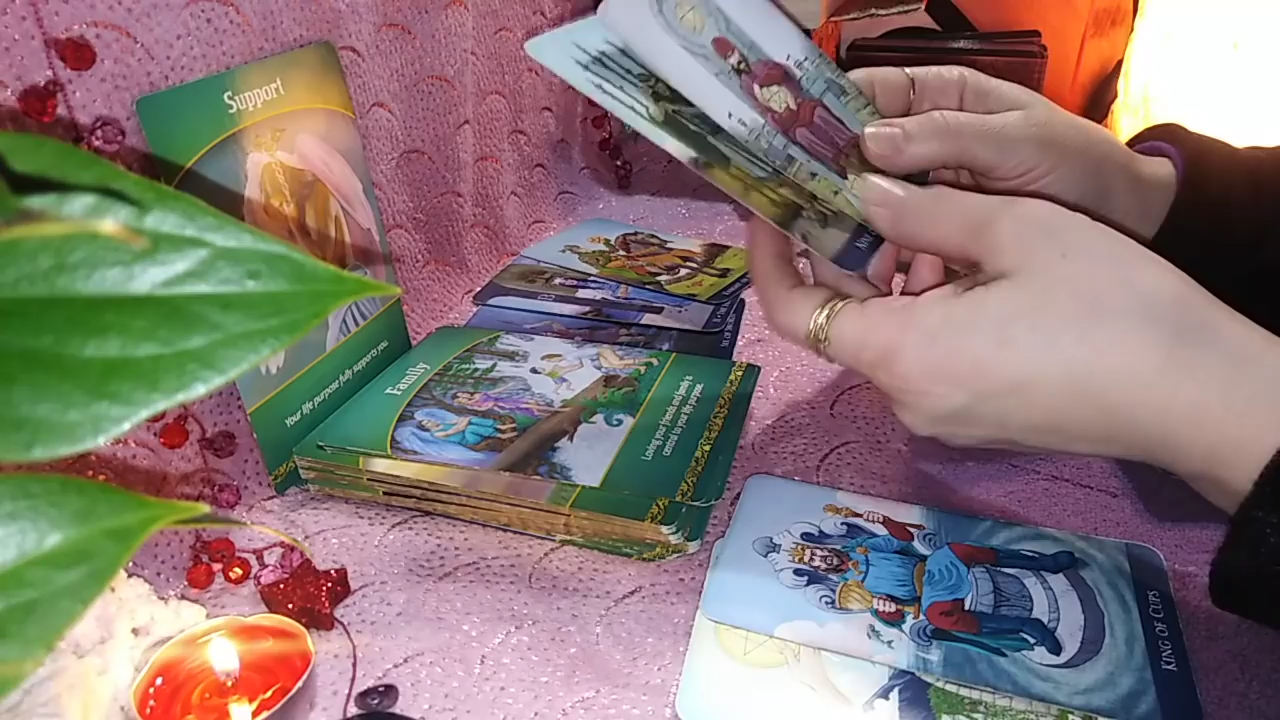 Support
Your life purpose fully supports you.
Family
Loving your friends and family is
central to your life purpose.
KING OF CUPS